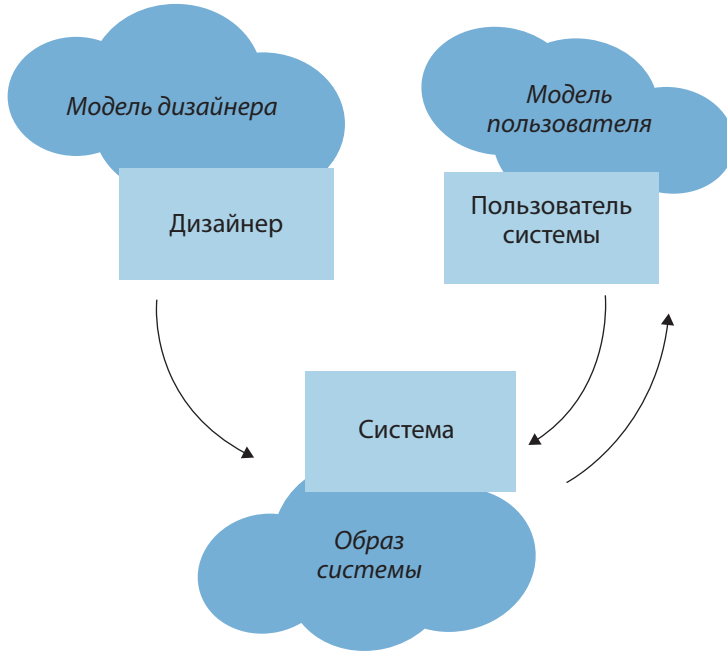 Модель дизайнера
Модель
пользователя
Дизайнер
Пользователь
системы
Система
Образ
системы